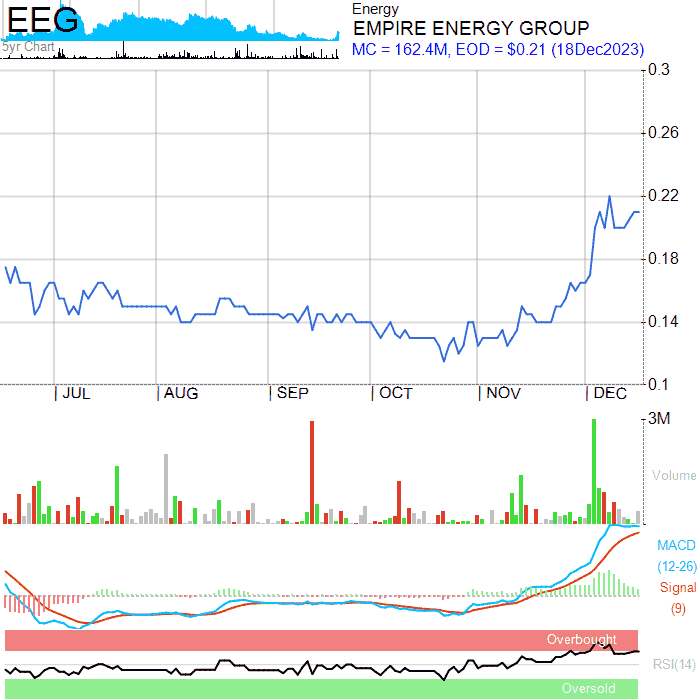 EEG
5yr Chart
Energy
EMPIRE ENERGY GROUP
MC = 162.4M, EOD = $0.21 (18Dec2023)
0.3
0.26
0.22
0.18
0.14
0.1
JUL AUG SEP OCT NOV DEC
3M
Volume
MACD
(12-26)
Signal
(9)
Overbought
RSI(14)
Oversold